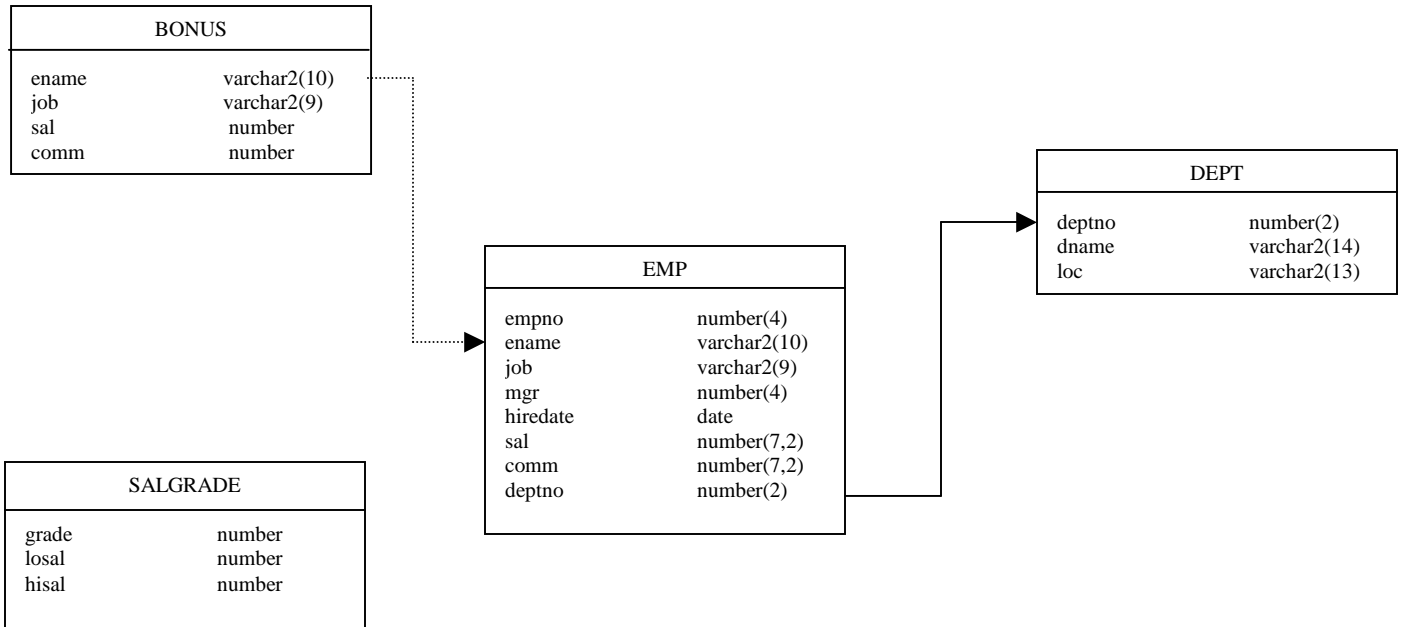 BONUS
ename varchar2(10)
job varchar2(9)
sal number
comm number
DEPT
deptno number(2)
dname varchar2(14)
loc varchar2(13)
EMP
empno number(4)
ename varchar2(10)
job varchar2(9)
mgr number(4)
hiredate date
sal number(7,2)
comm number(7,2)
deptno number(2)
SALGRADE
grade number
losal number
hisal number